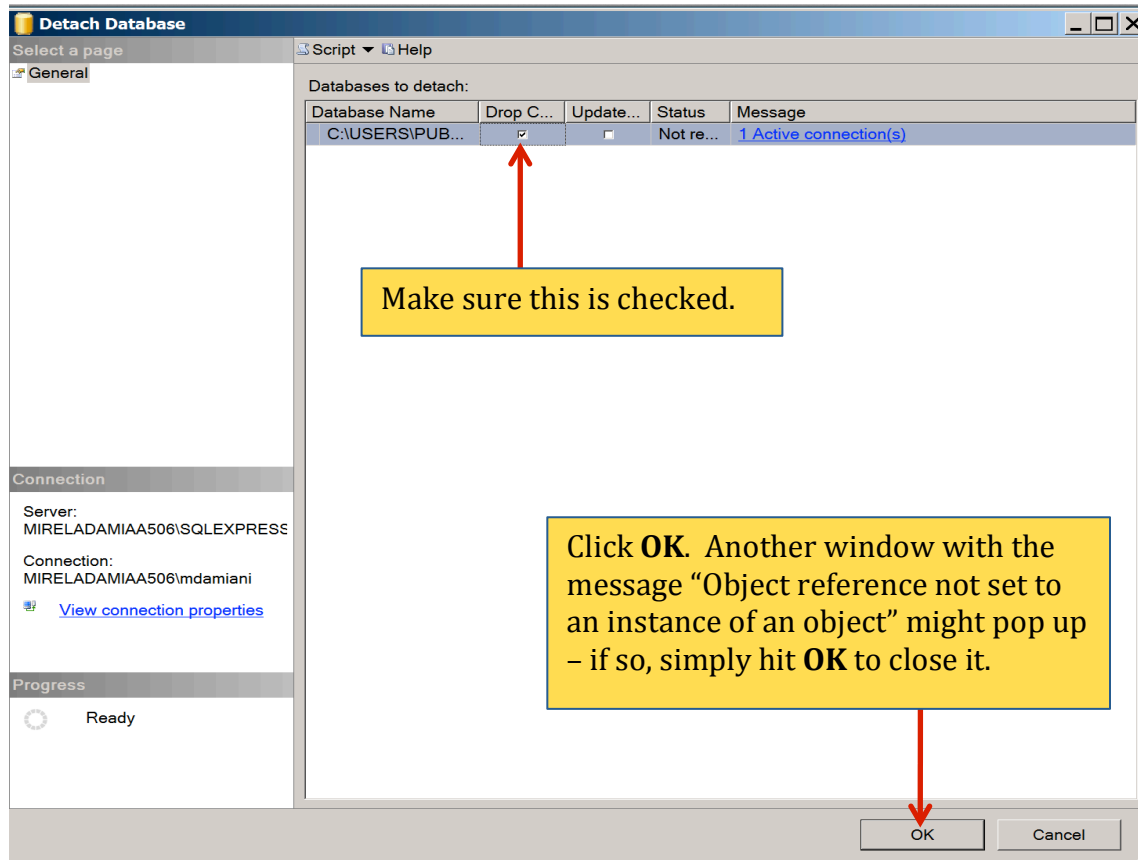 Detach Database
Select a page
Script Help
General
Databases to detach:
Database Name Drop C... Update... Status Message
C:\USERS\PUB... Not re... 1 Active connection(s)
Make sure this is checked.
Connection
Server:
MIRELADAMIAA506\SQLEXPRESS
Connection:
MIRELADAMIAA506\mdamiani
View connection properties
Click OK. Another window with the
message “Object reference not set to
an instance of an object” might pop up
– if so, simply hit OK to close it.
Progress
Ready
OK Cancel